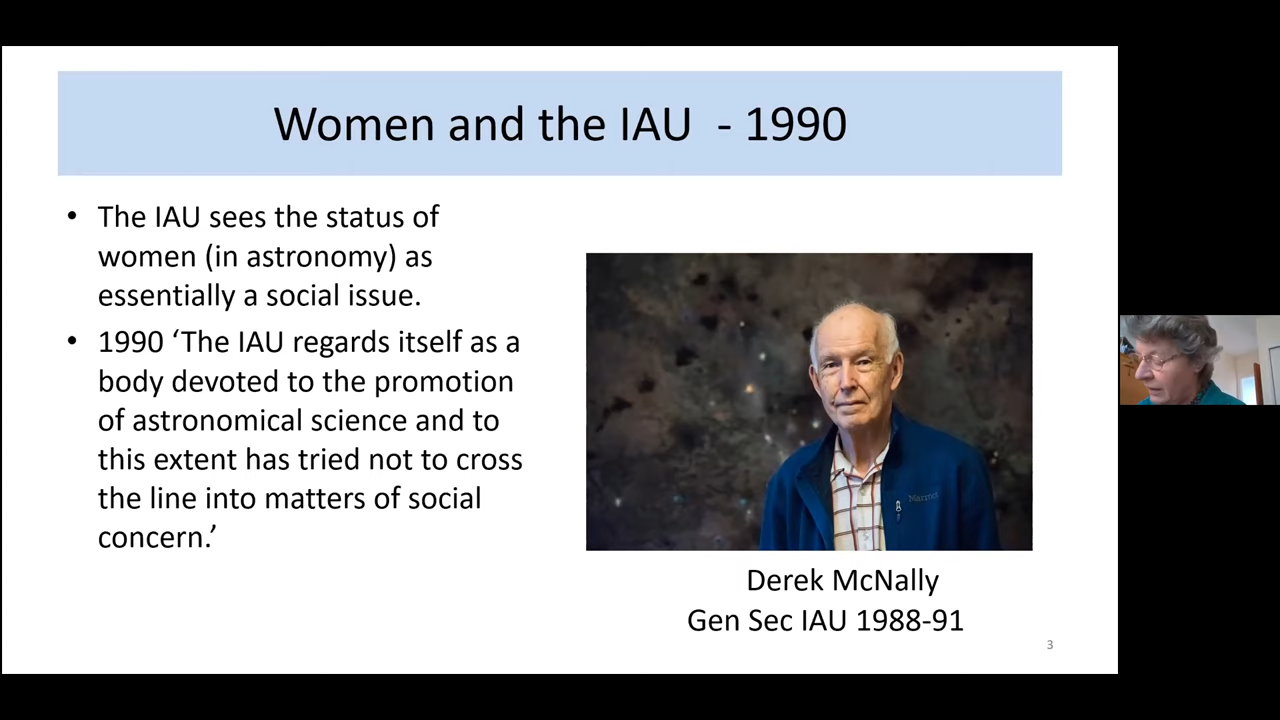 Women and the IAU - 1990
• The IAU sees the status of
women (in astronomy) as
essentially a social issue.
• 1990 ‘The IAU regards itself as a
body devoted to the promotion
of astronomical science and to
this extent has tried not to cross
the line into matters of social
concern.’
Marmot
Derek McNally
Gen Sec IAU 1988-91
3